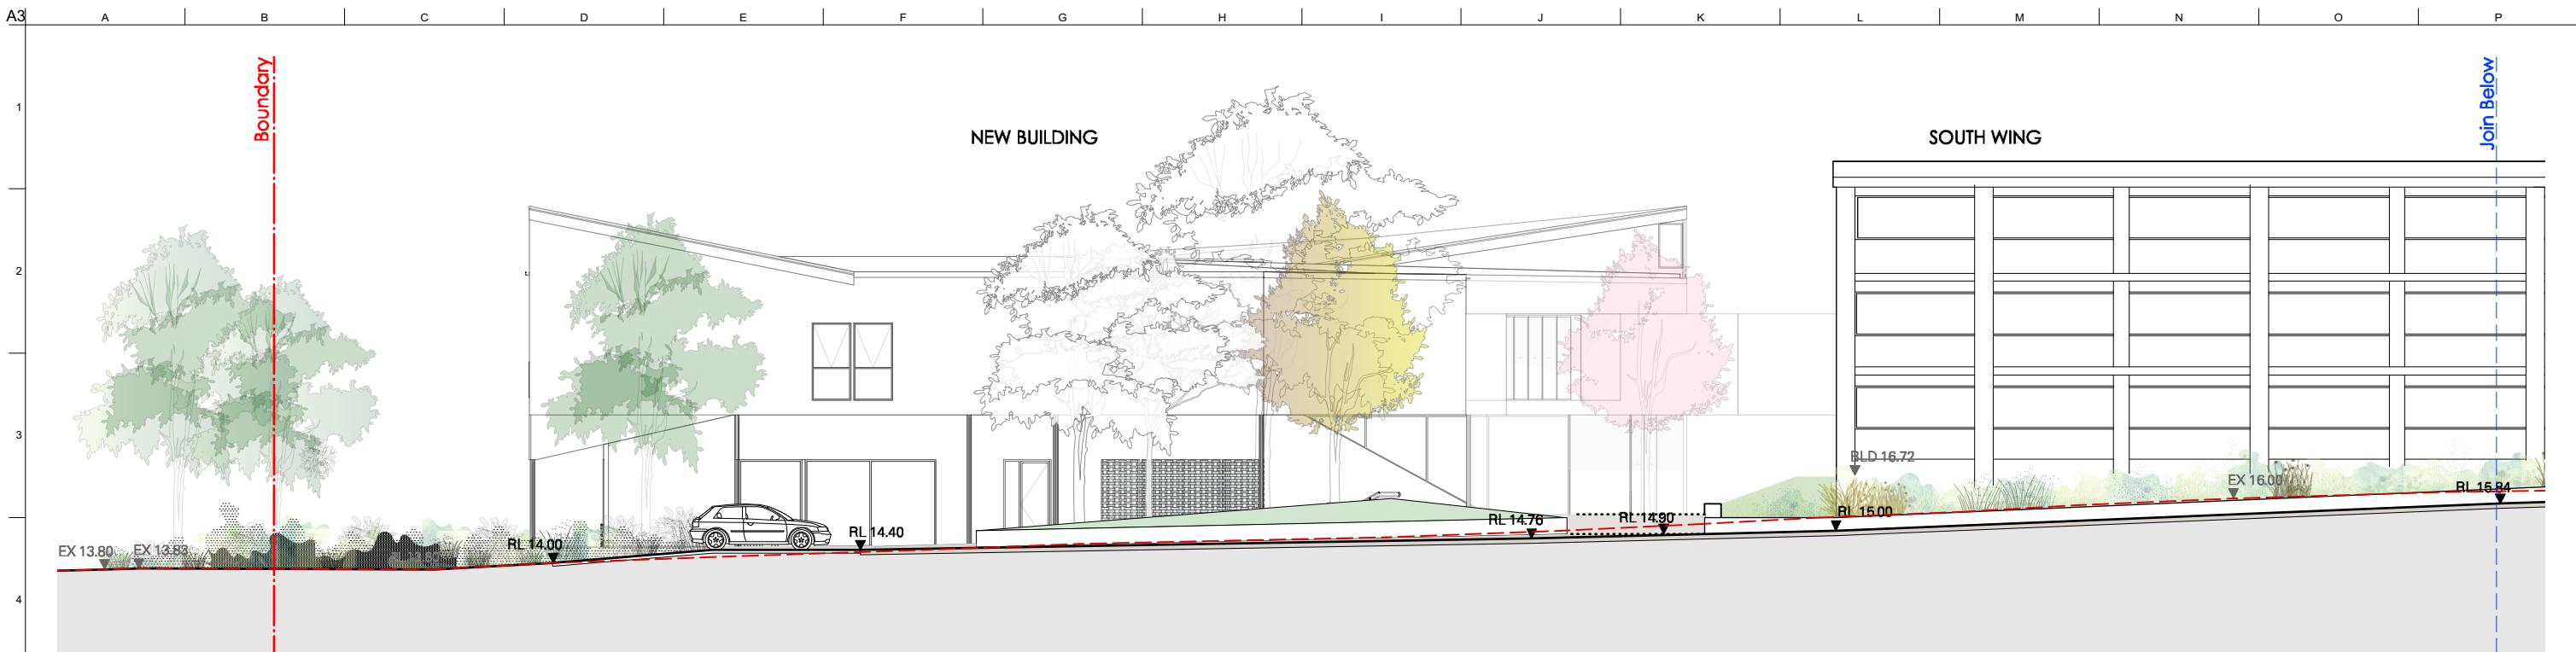 A3
A B C D E F G H I J K L M N O P
1
2
3
4
Boundary
NEW BUILDING
SOUTH WING
Join Below
BLD 16.72
EX 16.00
RL 15.84
RL 15.00
RL 14.90
RL 14.76
RL 14.40
RL 14.00
EX 13.80
EX 13.83